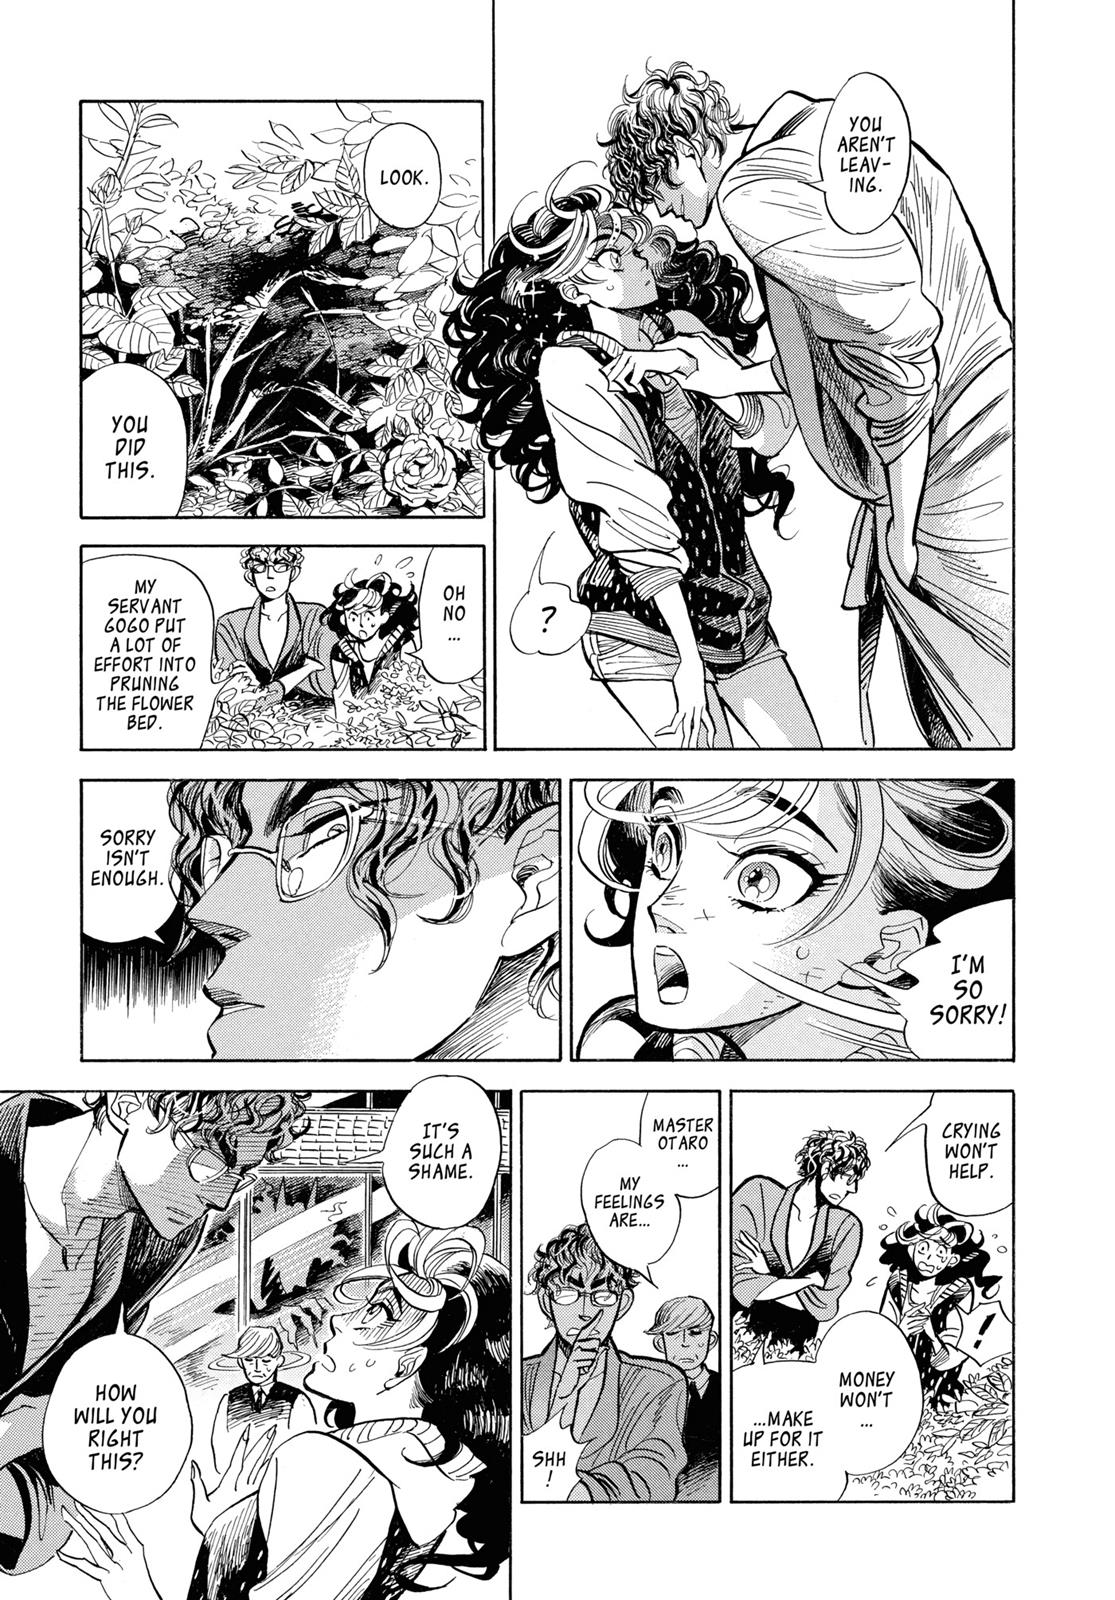 YOU
AREN'T
LEAV-
ING.
?
LOOK.
YOU
DID
THIS.
OH
NO
...
MY
SERVANT
GOGO PUT
A LOT OF
EFFORT INTO
PRUNING
THE FLOWER
BED.
I'M
SO
SORRY!
SORRY
ISN'T
ENOUGH.
CRYING
WON'T
HELP.
!
MONEY
WON'T
...
...MAKE
UP FOR IT
EITHER.
MASTER
OTARO
...
MY
FEELINGS
ARE...
SHH
!
IT'S
SUCH A
SHAME.
HOW
WILL YOU
RIGHT
THIS?